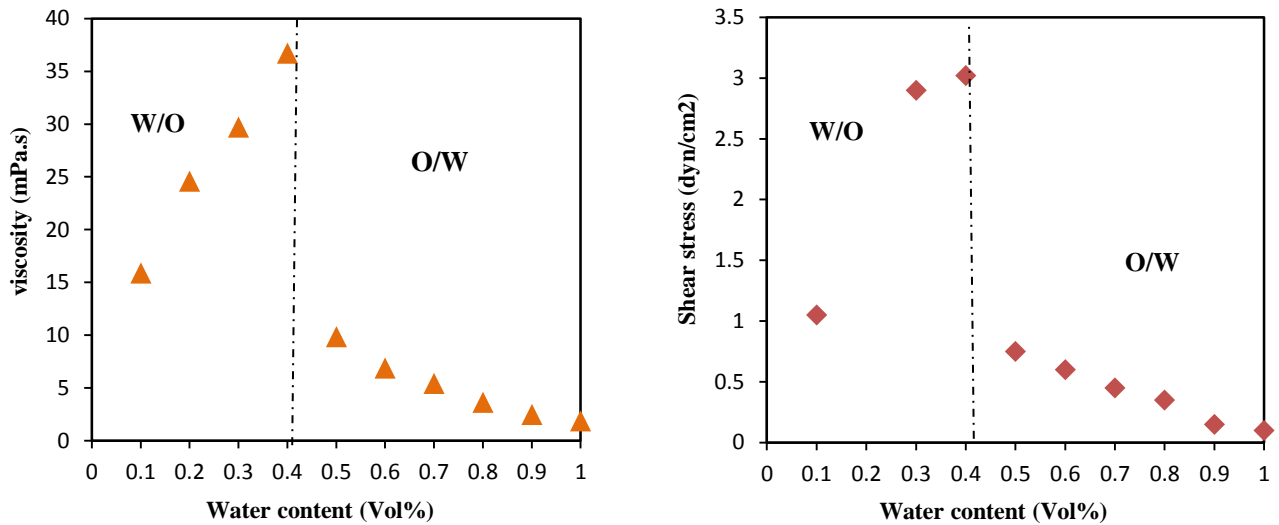 40
35
30
25
20
15
10
5
0
viscosity (mPa.s)
W/O
O/W
0 0.1 0.2 0.3 0.4 0.5 0.6 0.7 0.8 0.9 1
Water content (Vol%)
3.5
3
2.5
2
1.5
1
0.5
0
Shear stress (dyn/cm2)
W/O
O/W
0 0.1 0.2 0.3 0.4 0.5 0.6 0.7 0.8 0.9 1
Water content (Vol%)